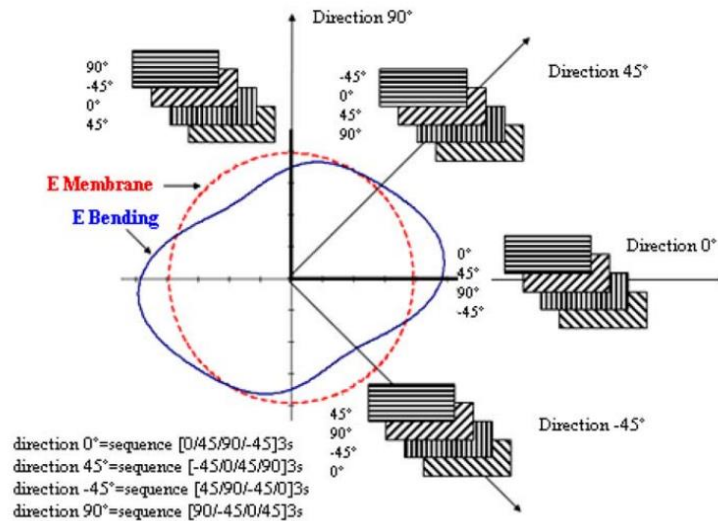 Direction 90°
90°
-45°
0°
45°
-45°
0°
45°
90°
Direction 45°
E Membrane
E Bending
0°
45°
90°
-45°
Direction 0°
45°
90°
-45°
0°
Direction -45°
direction 0°=sequence [0/45/90/-45]3s
direction 45°=sequence [-45/0/45/90]3s
direction -45°=sequence [45/90/-45/0]3s
direction 90°=sequence [90/-45/0/45]3s